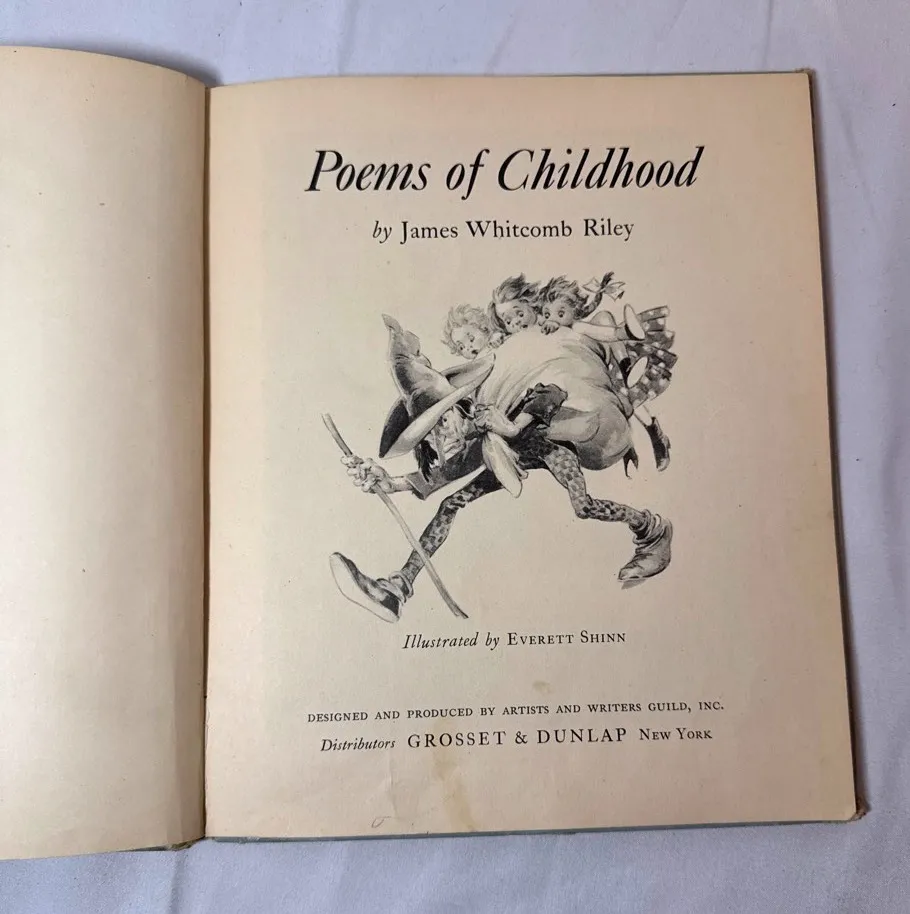 Poems of Childhood
by James Whitcomb Riley
Illustrated by EVERETT SHINN
DESIGNED AND PRODUCED BY ARTISTS AND WRITERS GUILD, INC.
Distributors GROSSET & DUNLAP NEW YORK